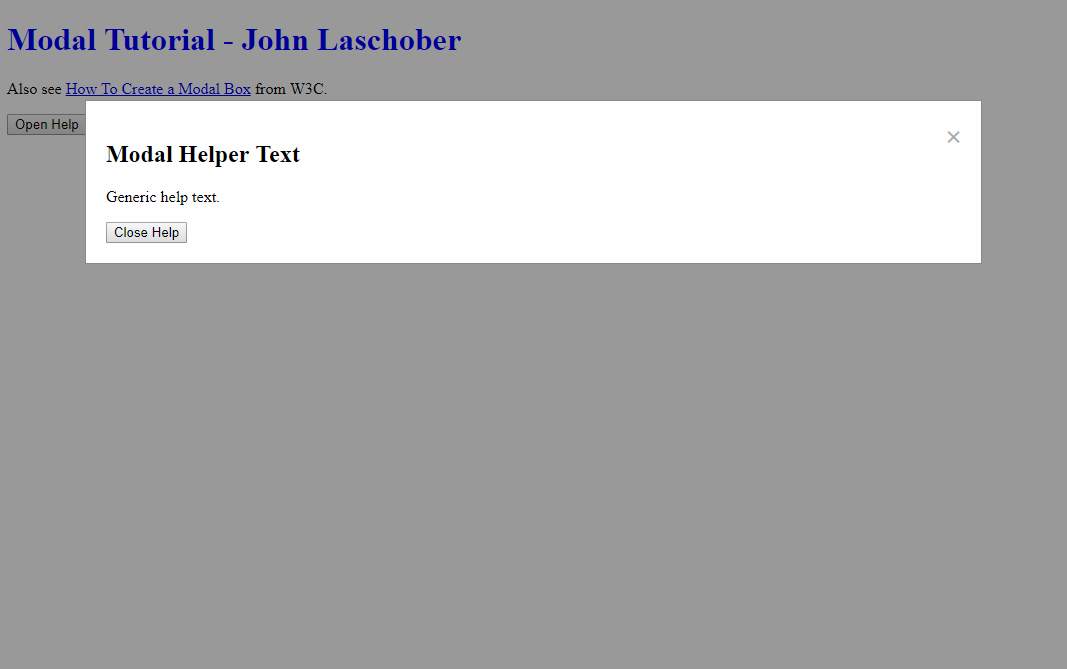 Modal Tutorial - John Laschober
Also see How To Create a Modal Box from W3C.
Open Help
×
Modal Helper Text
Generic help text.
Close Help